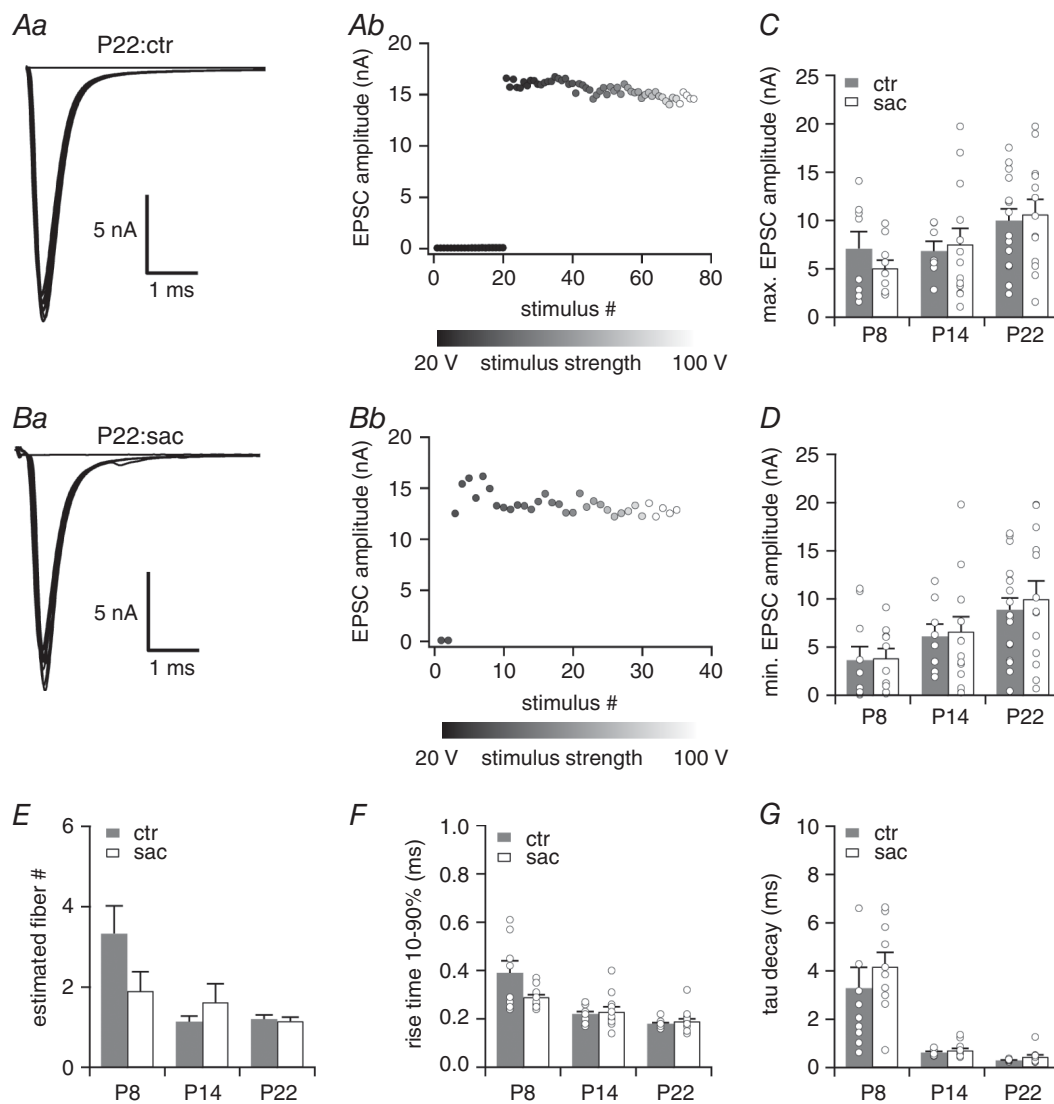 Aa
P22:ctr
5 nA
1 ms
Ab
EPSC amplitude (nA)
20
15
10
5
0
0 20 40 60 80
stimulus #
20 V stimulus strength 100 V
C
max. EPSC amplitude (nA)
ctr
sac
25
20
15
10
5
0
P8 P14 P22
Ba
P22:sac
5 nA
1 ms
Bb
EPSC amplitude (nA)
20
15
10
5
0
0 10 20 30 40
stimulus #
20 V stimulus strength 100 V
D
min. EPSC amplitude (nA)
25
20
15
10
5
0
P8 P14 P22
E
estimated fiber #
ctr
sac
6
4
2
0
P8 P14 P22
F
rise time 10-90% (ms)
ctr
sac
1.0
0.8
0.6
0.4
0.2
0.0
P8 P14 P22
G
tau decay (ms)
ctr
sac
10
8
6
4
2
0
P8 P14 P22